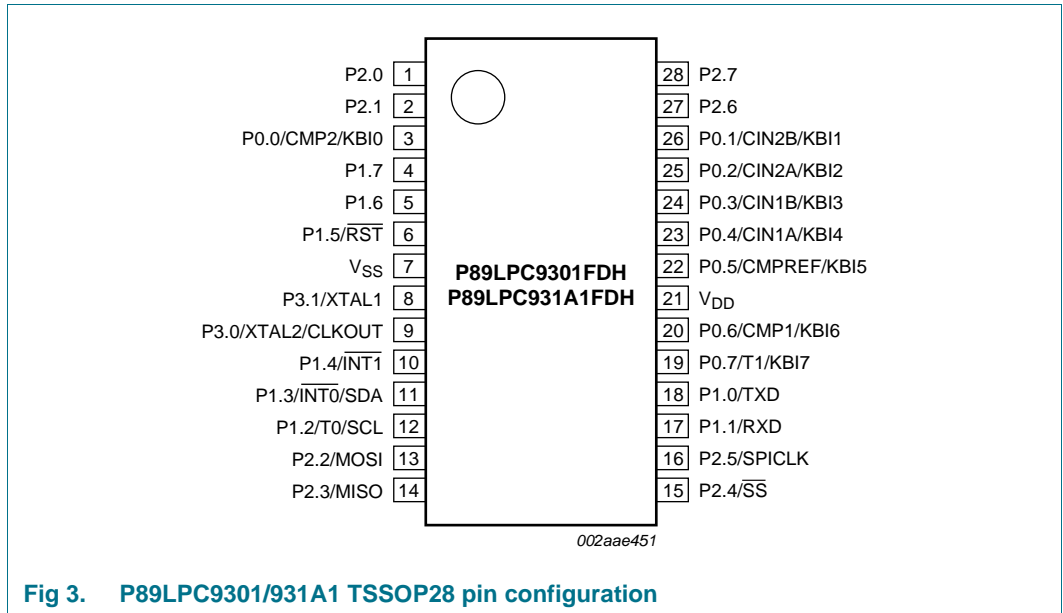 P2.0 1
P2.1 2
P0.0/CMP2/KBI0 3
P1.7 4
P1.6 5
P1.5/R̅S̅T̅ 6
VSS 7
P3.1/XTAL1 8
P3.0/XTAL2/CLKOUT 9
P1.4/I̅N̅T̅1̅ 10
P1.3/I̅N̅T̅0̅/SDA 11
P1.2/T0/SCL 12
P2.2/MOSI 13
P2.3/MISO 14
P89LPC9301FDH
P89LPC931A1FDH
28 P2.7
27 P2.6
26 P0.1/CIN2B/KBI1
25 P0.2/CIN2A/KBI2
24 P0.3/CIN1B/KBI3
23 P0.4/CIN1A/KBI4
22 P0.5/CMPREF/KBI5
21 VDD
20 P0.6/CMP1/KBI6
19 P0.7/T1/KBI7
18 P1.0/TXD
17 P1.1/RXD
16 P2.5/SPICLK
15 P2.4/S̅S̅
002aae451
Fig 3. P89LPC9301/931A1 TSSOP28 pin configuration